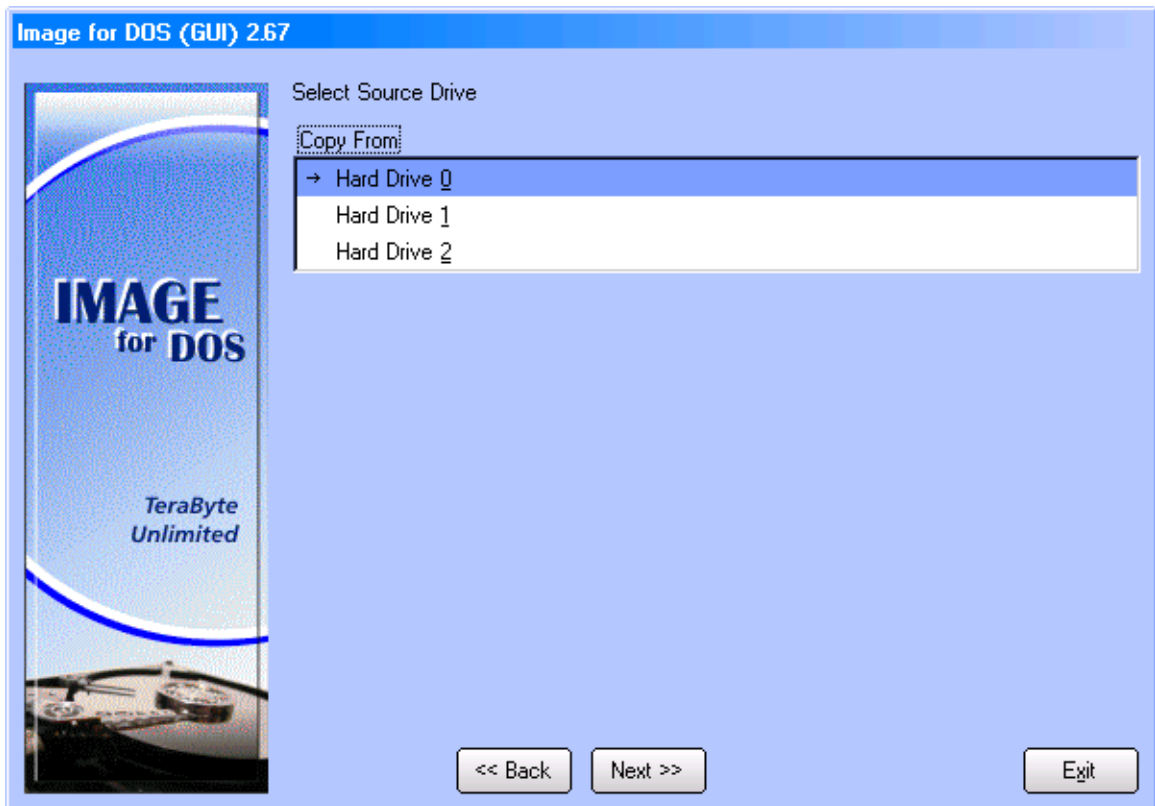 Image for DOS (GUI) 2.67
Select Source Drive
Copy From
→ Hard Drive 0
Hard Drive 1
Hard Drive 2
IMAGE
for DOS
TeraByte
Unlimited
<< Back
Next >>
Exit